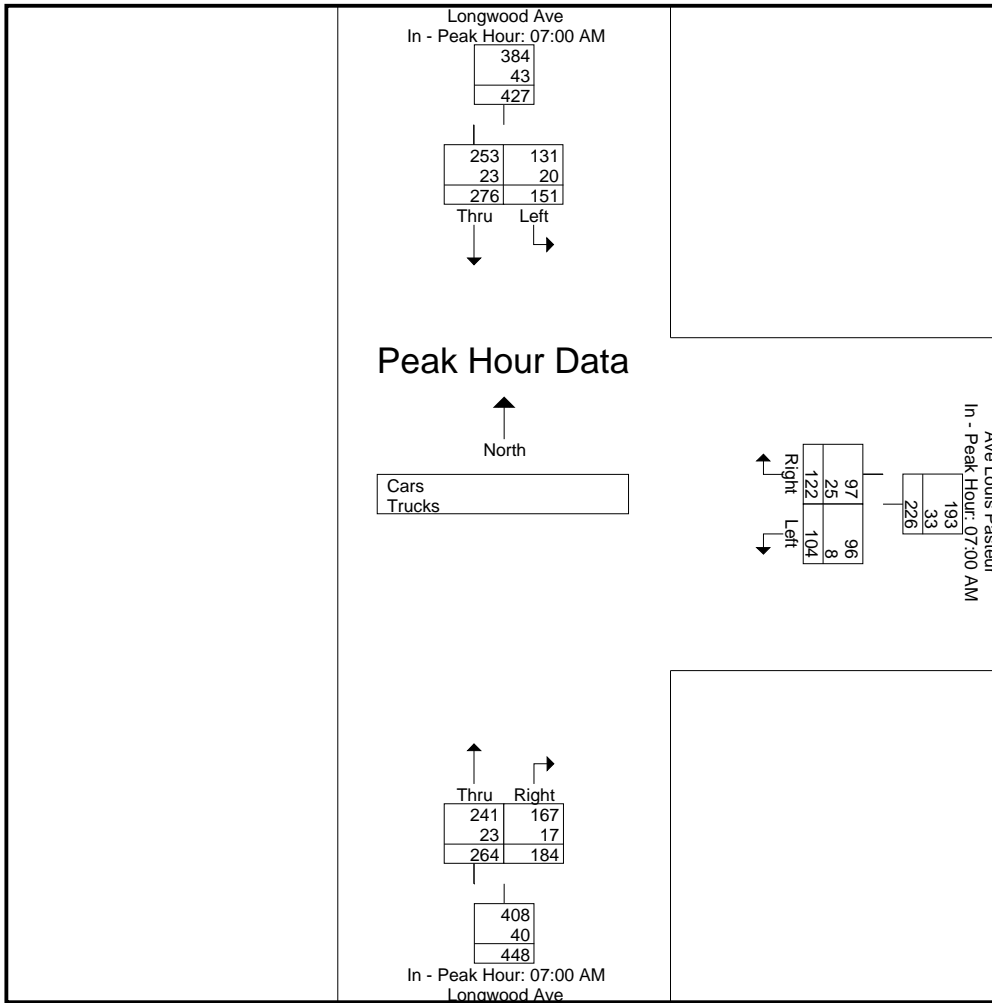 Longwood Ave
In - Peak Hour: 07:00 AM
384
43
427
253 131
23 20
276 151
Thru Left
Peak Hour Data
North
Cars
Trucks
Ave Louis Pasteur
In - Peak Hour: 07:00 AM
193
33
226
97 96
25 8
122 104
Right Left
Thru Right
241 167
23 17
264 184
408
40
448
In - Peak Hour: 07:00 AM
Longwood Ave